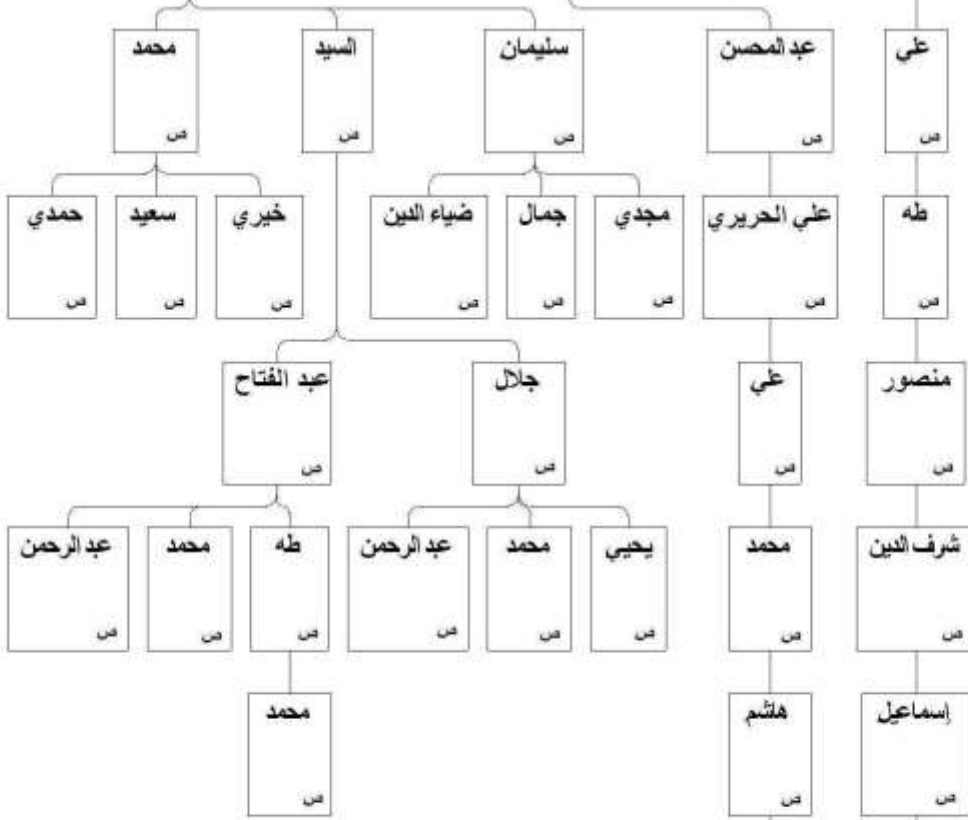 علي
عبد المحسن
سليمان
السيد
محمد
ص
ص
ص
ص
ص
طه
علي الحريري
مجدي
جمال
ضياء الدين
خيري
سعيد
حمدي
ص
ص
ص
ص
ص
ص
ص
ص
منصور
علي
جلال
عبد الفتاح
ص
ص
ص
ص
شرف الدين
محمد
يحيي
محمد
عبد الرحمن
طه
محمد
عبد الرحمن
ص
ص
ص
ص
ص
ص
ص
ص
إسماعيل
هاشم
محمد
ص
ص
ص